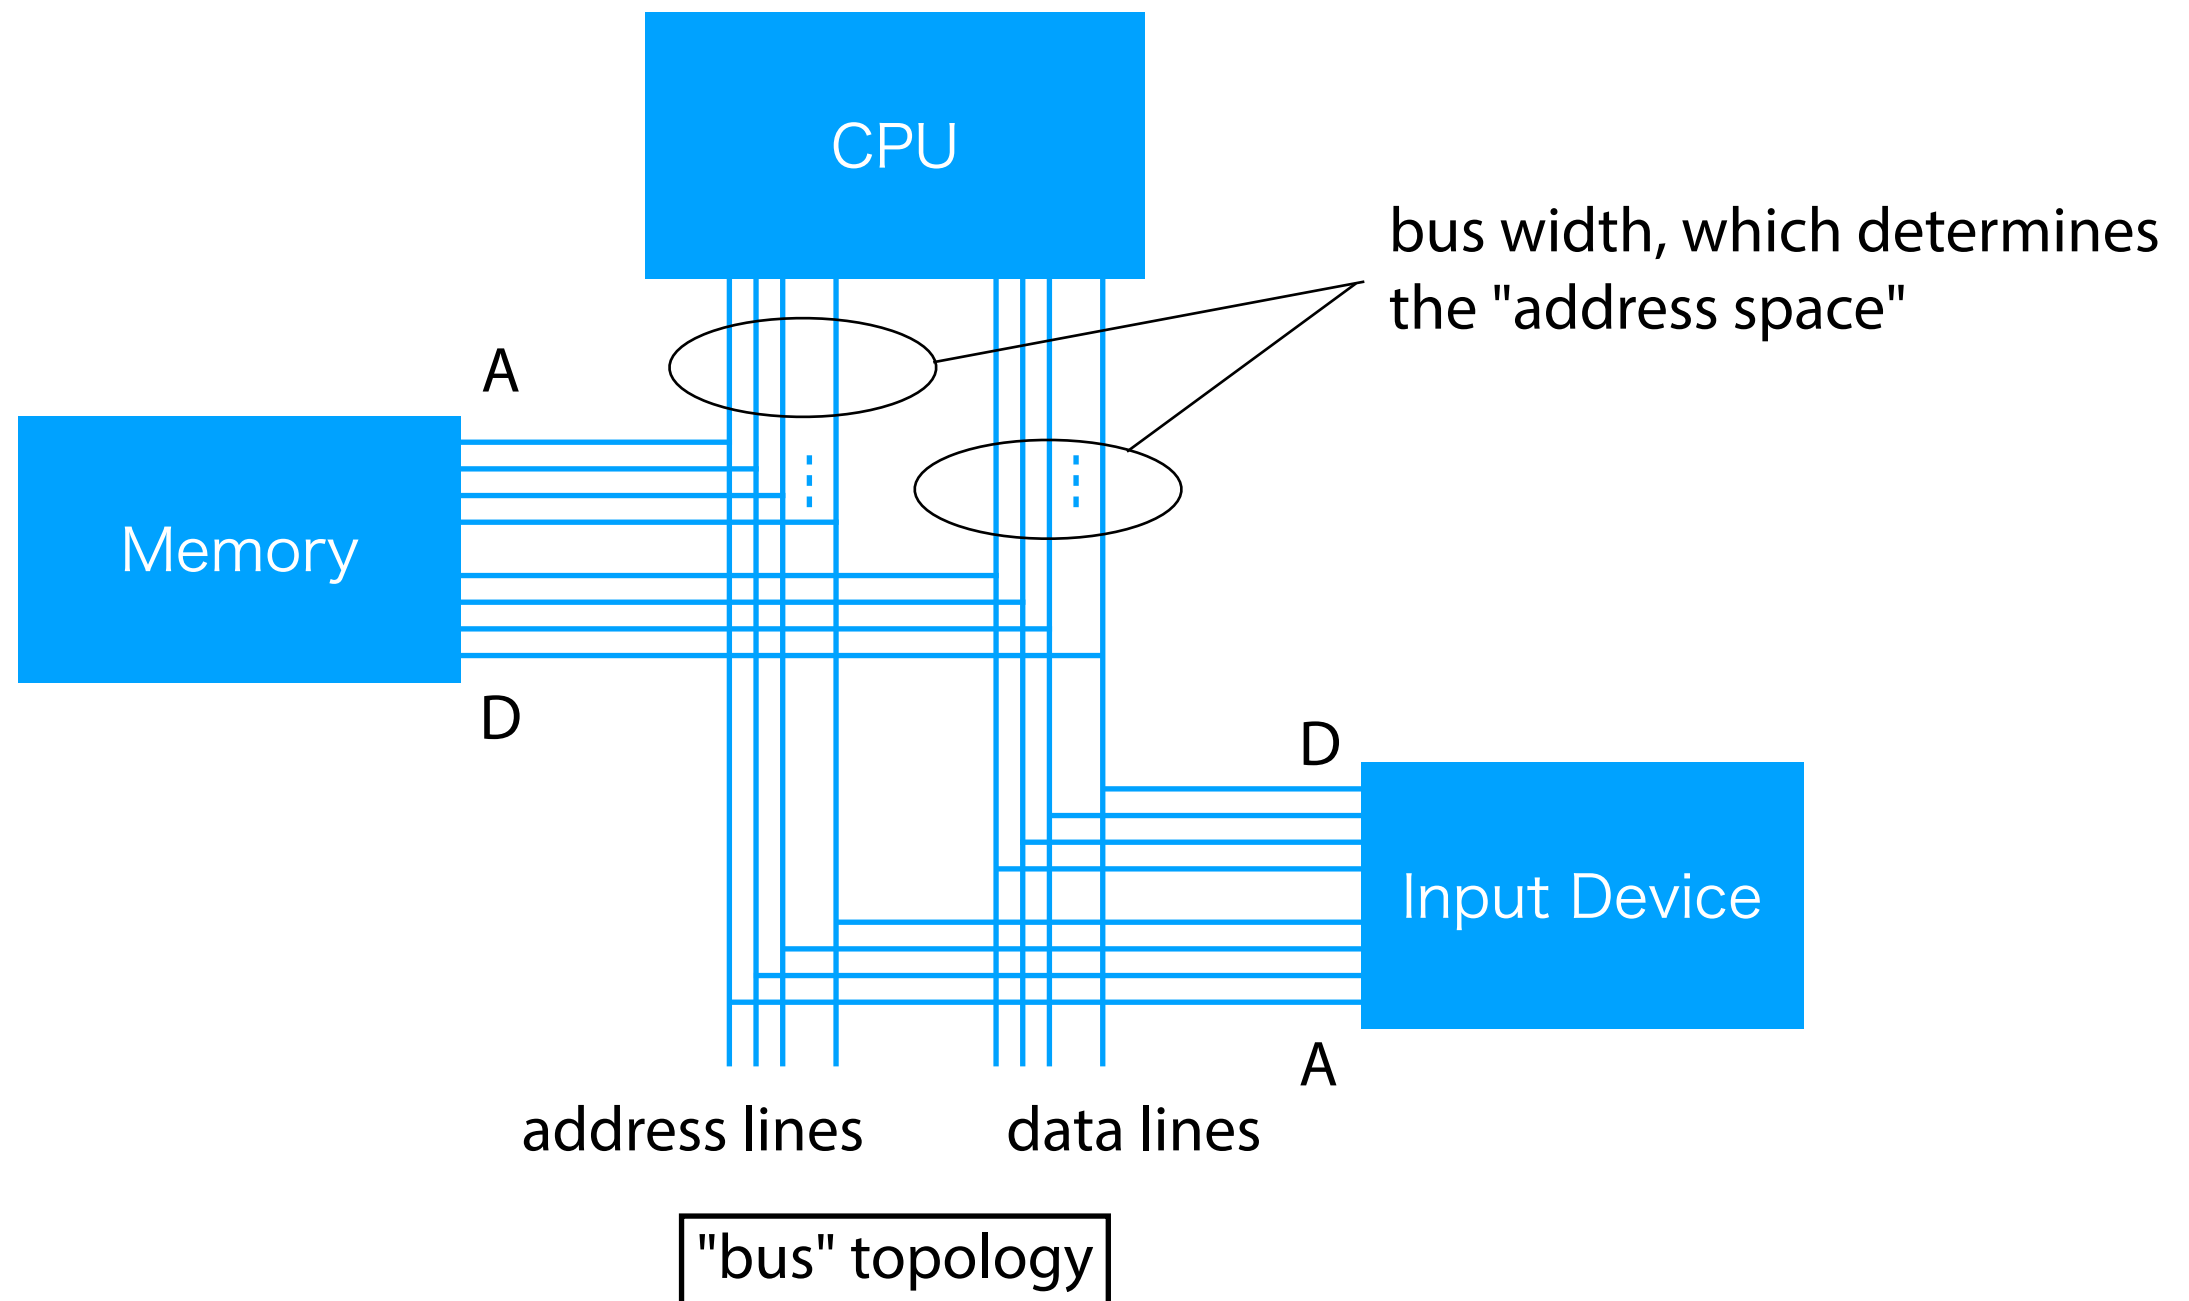 CPU
bus width, which determines
the "address space"
A
Memory
D
D
Input Device
A
address lines
data lines
"bus" topology